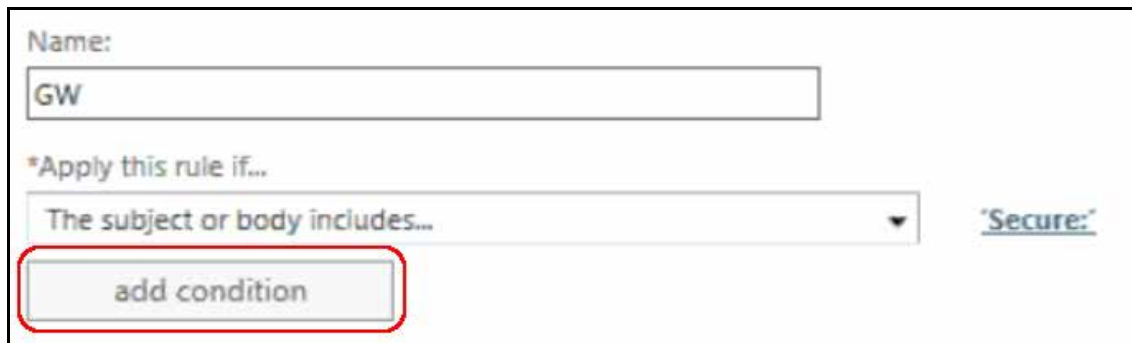 Name:
GW
*Apply this rule if...
The subject or body includes... 'Secure:'
add condition